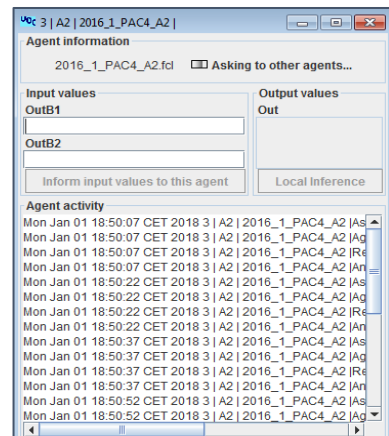 UOC 3 | A2 | 2016_1_PAC4_A2 |
Agent information
2016_1_PAC4_A2.fcl Asking to other agents...
Input values
OutB1
OutB2
Inform input values to this agent
Output values
Out
Local Inference
Agent activity
Mon Jan 01 18:50:07 CET 2018 3 | A2 | 2016_1_PAC4_A2 |As
Mon Jan 01 18:50:07 CET 2018 3 | A2 | 2016_1_PAC4_A2 |Ag
Mon Jan 01 18:50:07 CET 2018 3 | A2 | 2016_1_PAC4_A2 |Re
Mon Jan 01 18:50:07 CET 2018 3 | A2 | 2016_1_PAC4_A2 |An
Mon Jan 01 18:50:22 CET 2018 3 | A2 | 2016_1_PAC4_A2 |As
Mon Jan 01 18:50:22 CET 2018 3 | A2 | 2016_1_PAC4_A2 |Ag
Mon Jan 01 18:50:22 CET 2018 3 | A2 | 2016_1_PAC4_A2 |Re
Mon Jan 01 18:50:22 CET 2018 3 | A2 | 2016_1_PAC4_A2 |An
Mon Jan 01 18:50:37 CET 2018 3 | A2 | 2016_1_PAC4_A2 |As
Mon Jan 01 18:50:37 CET 2018 3 | A2 | 2016_1_PAC4_A2 |Ag
Mon Jan 01 18:50:37 CET 2018 3 | A2 | 2016_1_PAC4_A2 |Re
Mon Jan 01 18:50:37 CET 2018 3 | A2 | 2016_1_PAC4_A2 |An
Mon Jan 01 18:50:52 CET 2018 3 | A2 | 2016_1_PAC4_A2 |As
Mon Jan 01 18:50:52 CET 2018 3 | A2 | 2016_1_PAC4_A2 |Ag